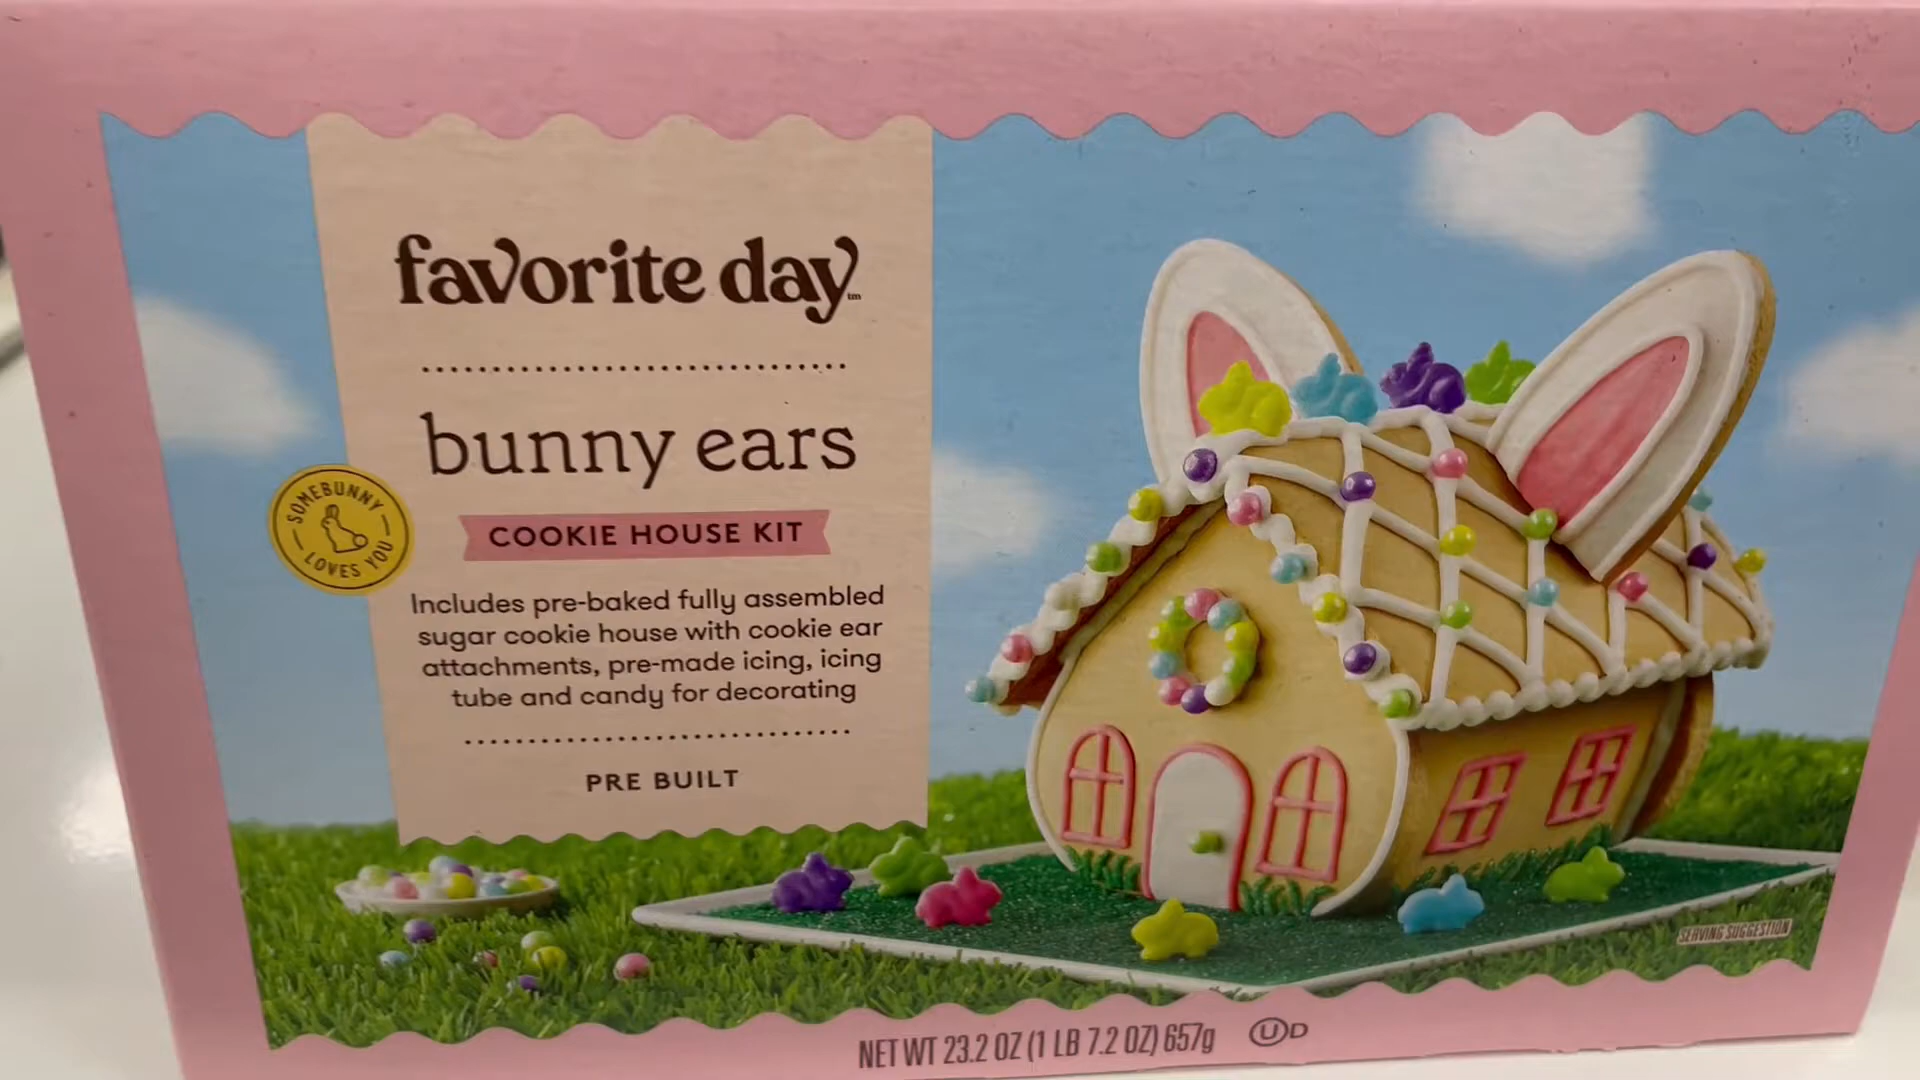 favorite day™
bunny ears
SOMEBUNNY
LOVES YOU
COOKIE HOUSE KIT
Includes pre-baked fully assembled
sugar cookie house with cookie ear
attachments, pre-made icing, icing
tube and candy for decorating
PRE BUILT
SERVING SUGGESTION
NET WT 23.2 OZ (1 LB 7.2 OZ) 657g ⓊD